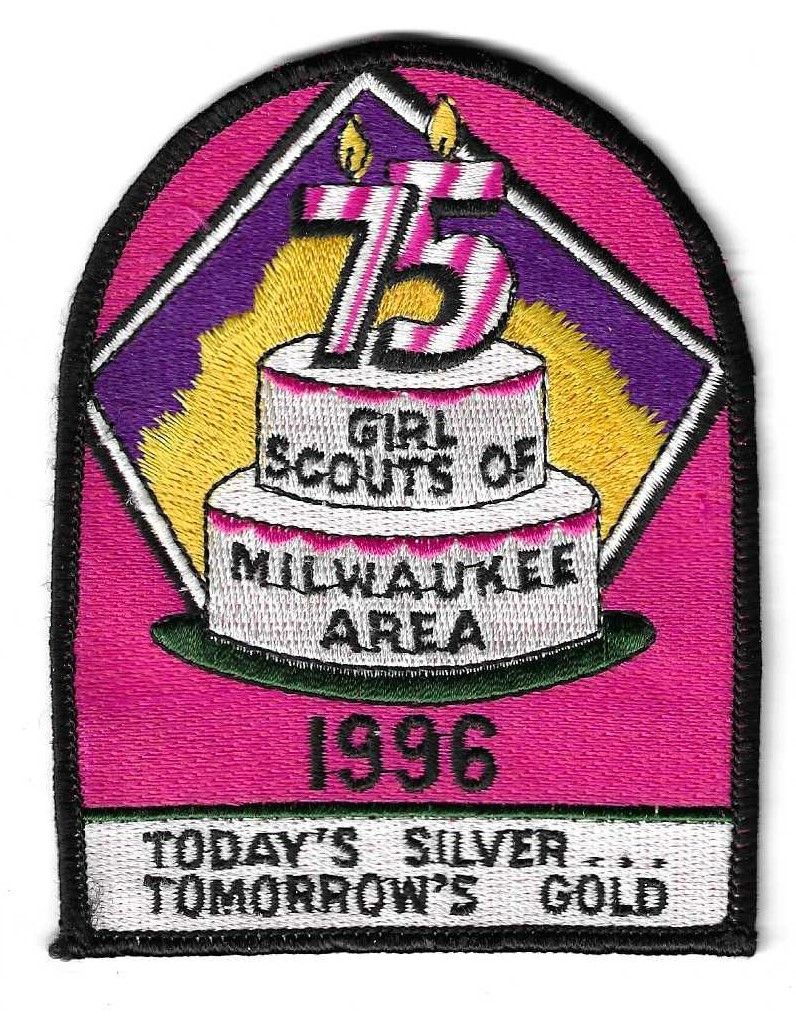 75
GIRL
SCOUTS OF
MILWAUKEE
AREA
1996
TODAY'S SILVER....
TOMORROW'S GOLD